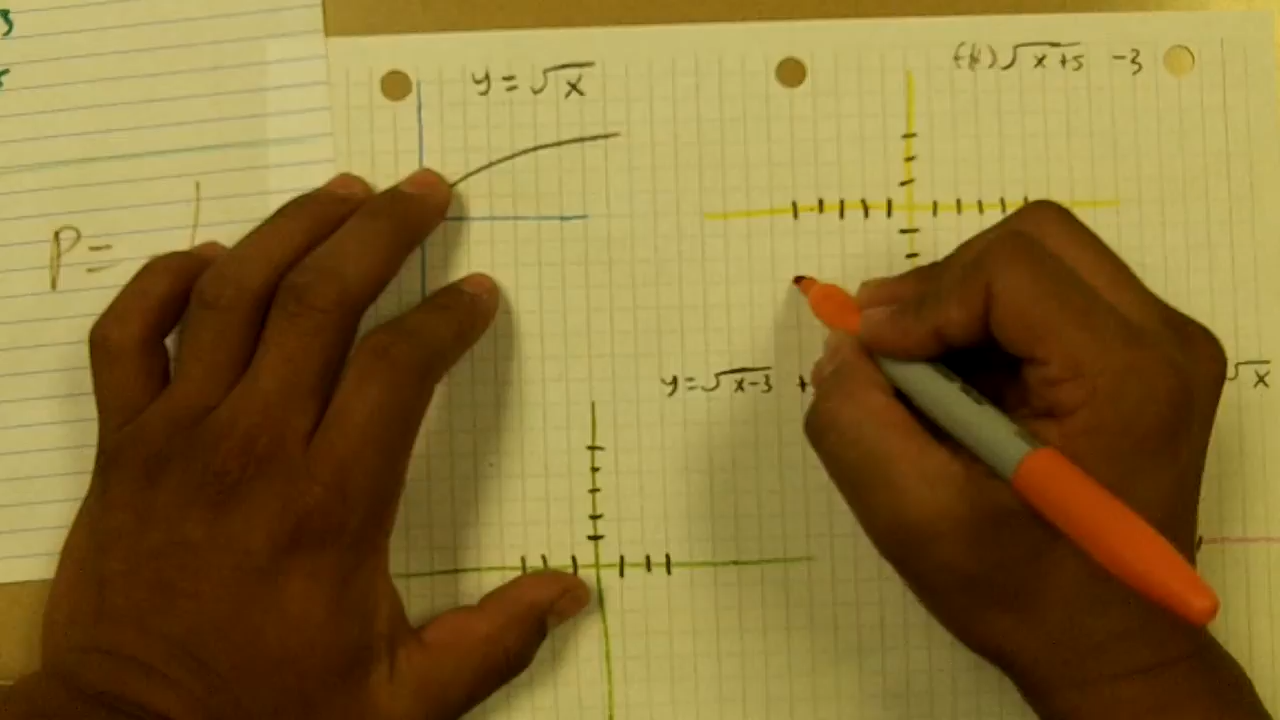 y = √x
f(x) √x+5 -3
y=√x-3 +
√x
P=